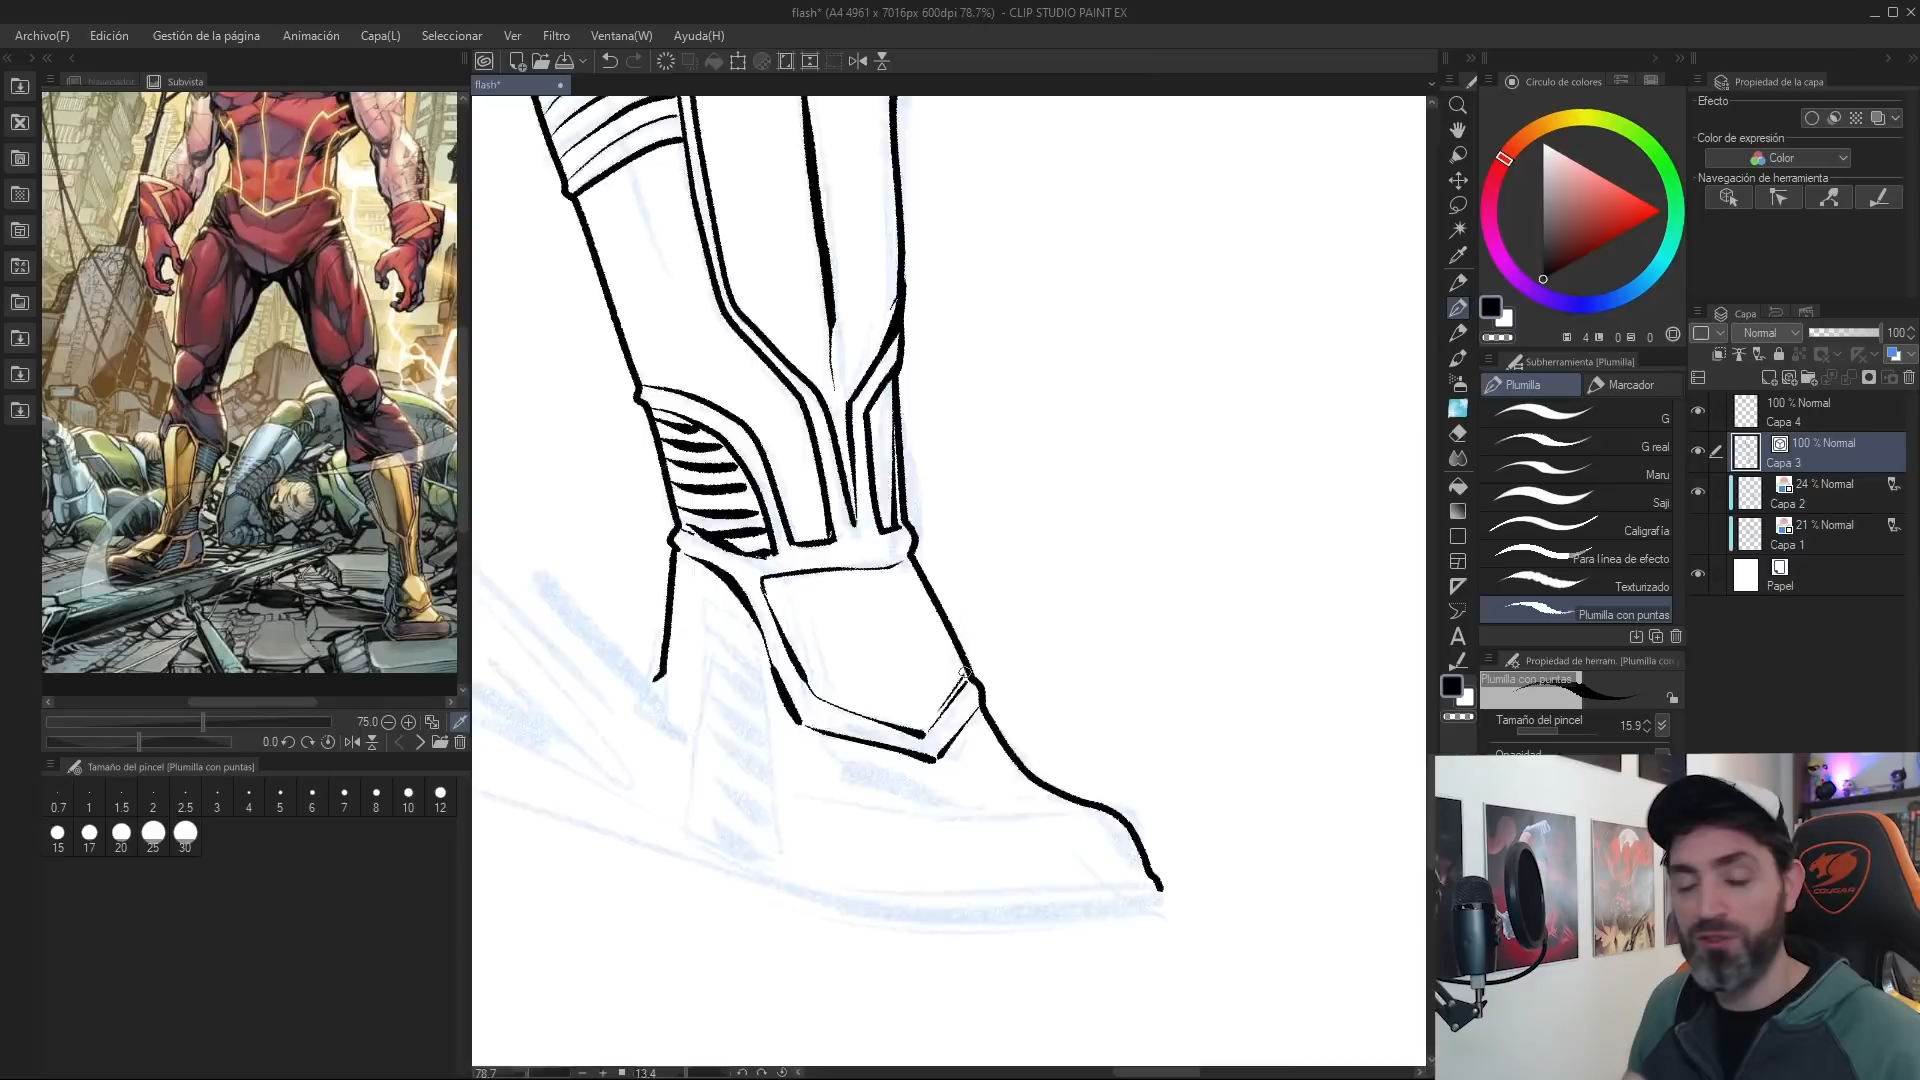 flash* (A4 4961 x 7016px 600dpi 78.7%) - CLIP STUDIO PAINT EX
Archivo(F) Edición Gestión de la página Animación Capa(L) Seleccionar Ver Filtro Ventana(W) Ayuda(H)
Navegador Subvista
flash*
Círculo de colores
Propiedad de la capa
Efecto
Color de expresión
Color
Navegación de herramienta
4 0 0
Capa
Normal 100
Subherramienta [Plumilla]
Plumilla Marcador
G
G real
Maru
Saji
Caligrafía
Para línea de efecto
Texturizado
Plumilla con puntas
100 % Normal
Capa 4
100 % Normal
Capa 3
24 % Normal
Capa 2
21 % Normal
Capa 1
Papel
Propiedad de herram. [Plumilla con
Plumilla con puntas
Tamaño del pincel 15.9
Opacidad
75.0
0.0
Tamaño del pincel [Plumilla con puntas]
0.7 1 1.5 2 2.5 3 4 5 6 7 8 10 12
15 17 20 25 30
78.7 13.4
COUGAR